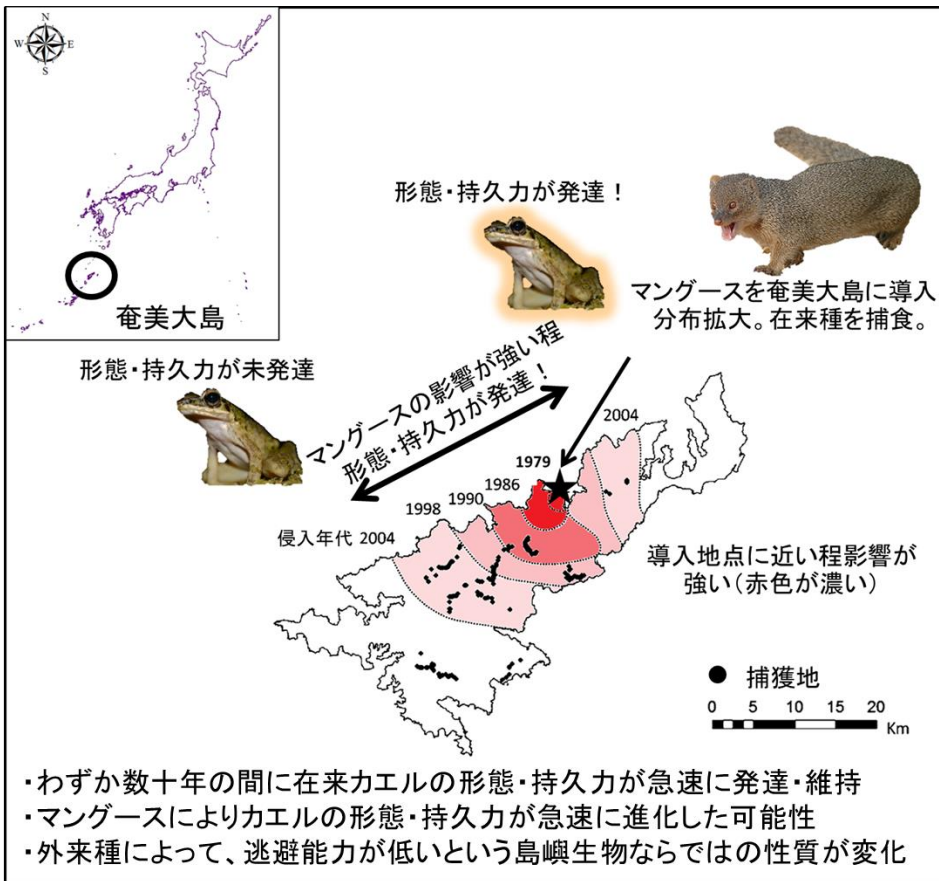 N
W
E
S
奄美大島
形態・持久力が発達！
マングースを奄美大島に導入
分布拡大。在来種を捕食。
形態・持久力が未発達
マングースの影響が強い程
形態・持久力が発達！
2004
1979
1986
1990
1998
侵入年代 2004
導入地点に近い程影響が
強い（赤色が濃い）
● 捕獲地
0 5 10 15 20
Km
・わずか数十年の間に在来カエルの形態・持久力が急速に発達・維持
・マングースによりカエルの形態・持久力が急速に進化した可能性
・外来種によって、逃避能力が低いという島嶼生物ならではの性質が変化